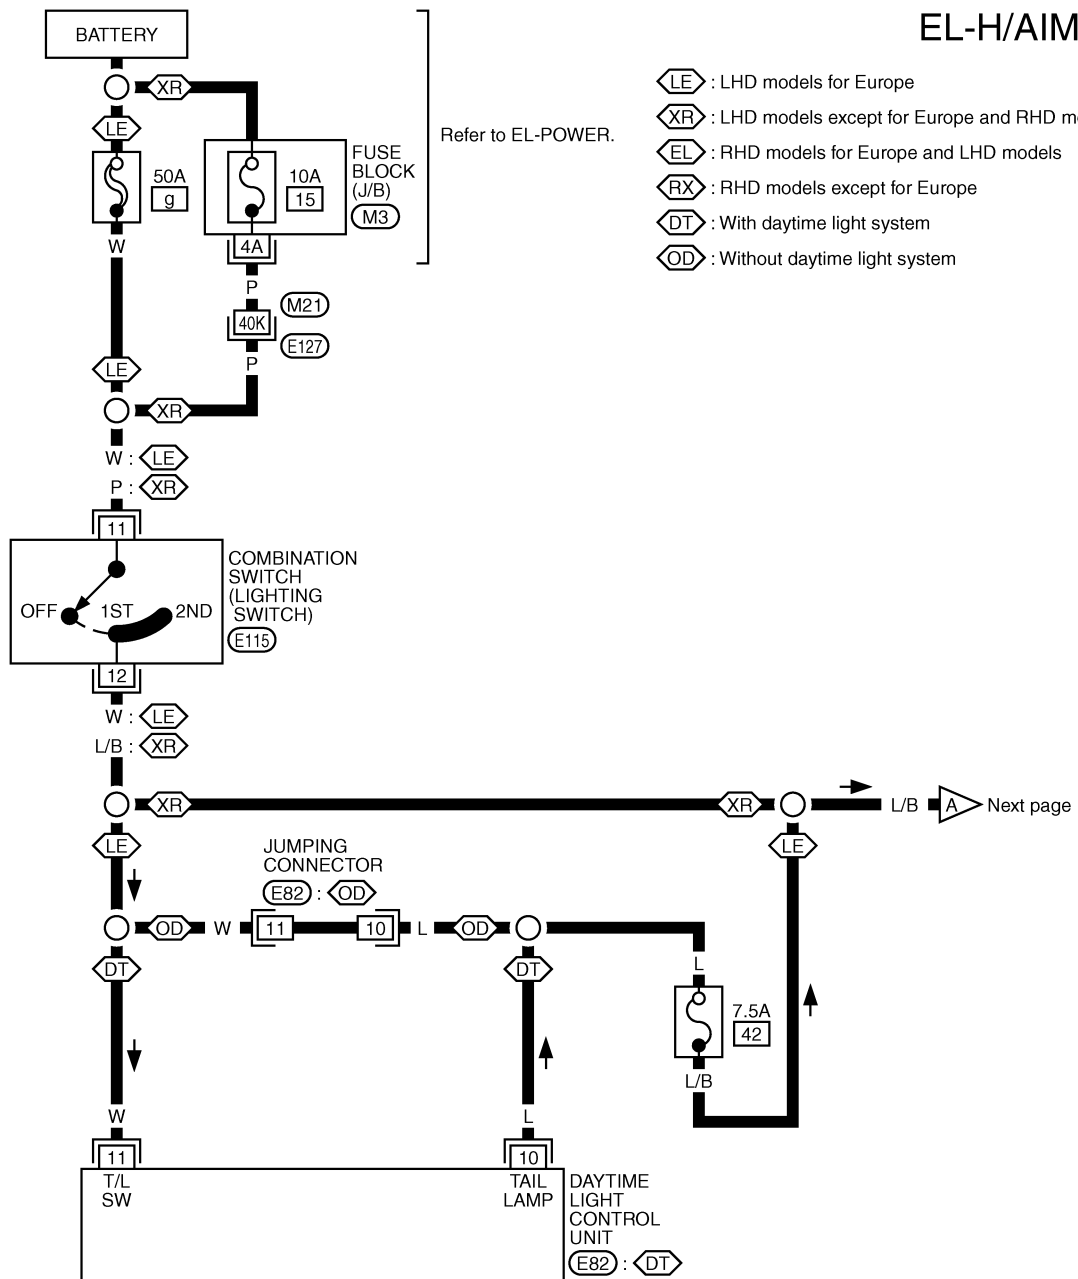 EL-H/AIM
BATTERY
XR
LE
50A
g
10A
15
FUSE
BLOCK
(J/B)
M3
Refer to EL-POWER.
LE : LHD models for Europe
XR : LHD models except for Europe and RHD
EL : RHD models for Europe and LHD models
RX : RHD models except for Europe
DT : With daytime light system
OD : Without daytime light system
W
4A
P
M21
40K
E127
P
LE
XR
W : LE
P : XR
11
COMBINATION
SWITCH
(LIGHTING
SWITCH)
E115
OFF
1ST
2ND
12
W : LE
L/B : XR
XR
XR
L/B
A
Next page
LE
LE
JUMPING
CONNECTOR
E82 : OD
OD
W
11
10
L
OD
DT
DT
L
7.5A
42
L/B
W
L
11
10
T/L
SW
TAIL
LAMP
DAYTIME
LIGHT
CONTROL
UNIT
E82 : DT